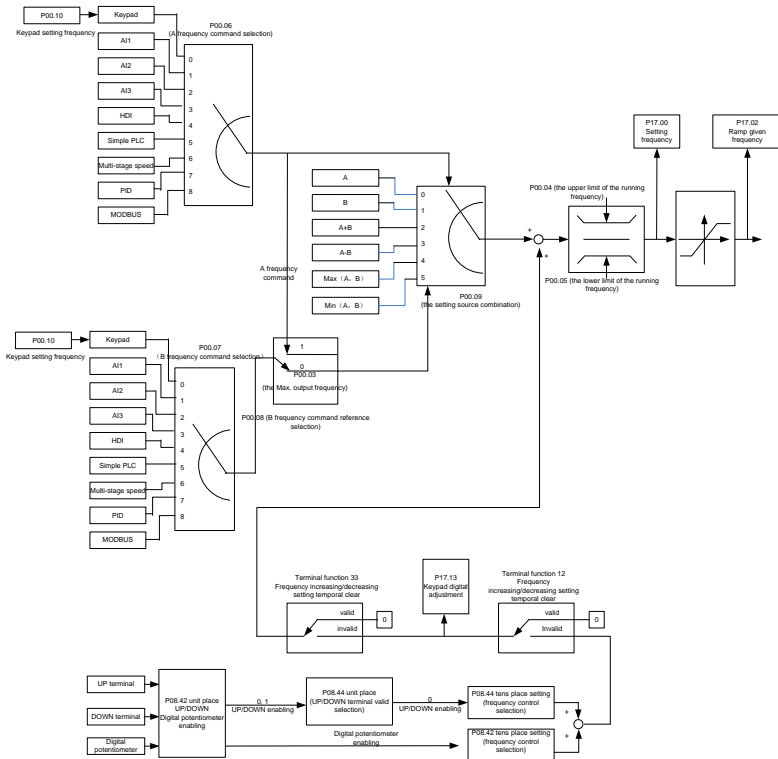 P00.06
(A frequency command selection)
P00.10
Keypad setting frequency
Keypad
AI1
AI2
AI3
HDI
Simple PLC
Multi-stage speed
PID
MODBUS
0
1
2
3
4
5
6
7
8
A frequency
command
A
B
A+B
A-B
Max（A，B）
Min（A，B）
0
1
2
3
4
5
P00.09
(the setting source combination)
+
+
P00.04 (the upper limit of the running
frequency)
P00.05 (the lower limit of the running
frequency)
P17.00
Setting
frequency
P17.02
Ramp given
frequency
P00.07
（B frequency command selection）
P00.10
Keypad setting frequency
Keypad
AI1
AI2
AI3
HDI
Simple PLC
Multi-stage speed
PID
MODBUS
0
1
2
3
4
5
6
7
8
1
0
P00.03
(the Max. output frequency)
P00.08 (B frequency command reference
selection)
Terminal function 33
Frequency increasing/decreasing
setting temporal clear
valid
invalid
0
P17.13
Keypad digital
adjustment
Terminal function 12
Frequency
increasing/decreasing setting
temporal clear
valid
Invalid
0
UP terminal
DOWN terminal
Digital
potentiometer
P08.42 unit place
UP/DOWN
Digital potentiometer
enabling
0, 1
UP/DOWN enabling
P08.44 unit place
(UP/DOWN terminal valid
selection)
0
UP/DOWN enabling
P08.44 tens place setting
(frequency control
selection)
Digital potentiometer
enabling
P08.42 tens place setting
(frequency control
selection)
+
+